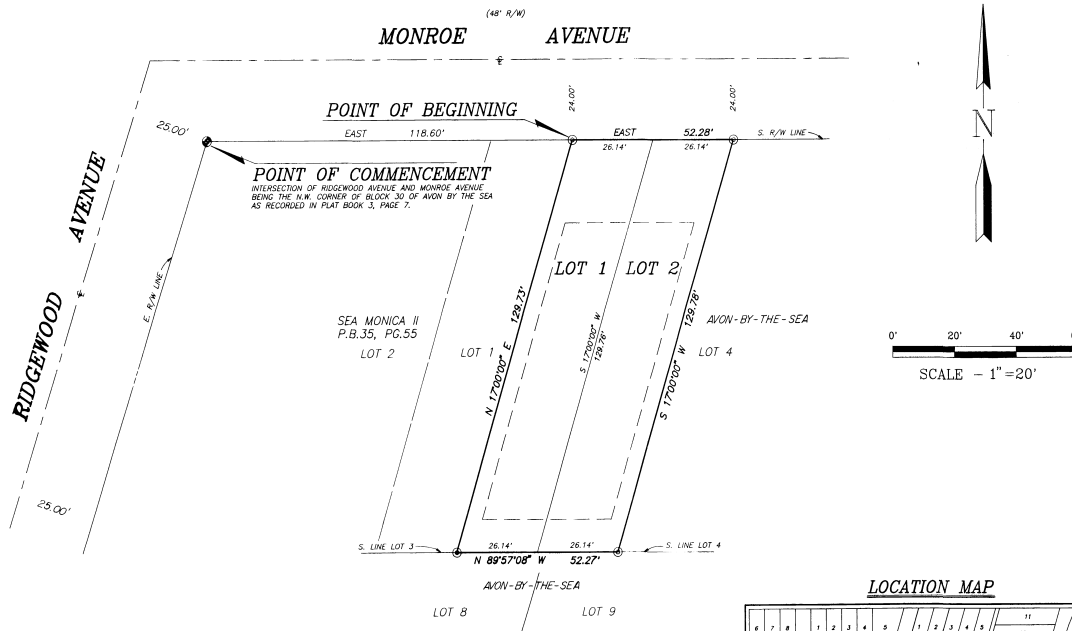 (48' R/W)
MONROE AVENUE
℄
POINT OF BEGINNING
24.00'
24.00'
25.00'
EAST 118.60'
EAST 52.28'
S. R/W LINE
26.14' 26.14'
N
POINT OF COMMENCEMENT
INTERSECTION OF RIDGEWOOD AVENUE AND MONROE AVENUE
BEING THE N.W. CORNER OF BLOCK 30 OF AVON BY THE SEA
AS RECORDED IN PLAT BOOK 3, PAGE 7.
RIDGEWOOD AVENUE
℄
E. R/W LINE
LOT 1 LOT 2
N 17°00'00" E 129.73'
S 17°00'00" W
129.76'
S 17°00'00" W 129.78'
SEA MONICA II
P.B.35, PG.55
LOT 2 LOT 1
AVON-BY-THE-SEA
LOT 4
0' 20' 40'
SCALE - 1"=20'
25.00'
S. LINE LOT 3
26.14' 26.14'
S. LINE LOT 4
N 89°57'08" W 52.27'
AVON-BY-THE-SEA
LOT 8 LOT 9
LOCATION MAP
6 7 8 1 2 3 4 5 1 2 3 4 5 11